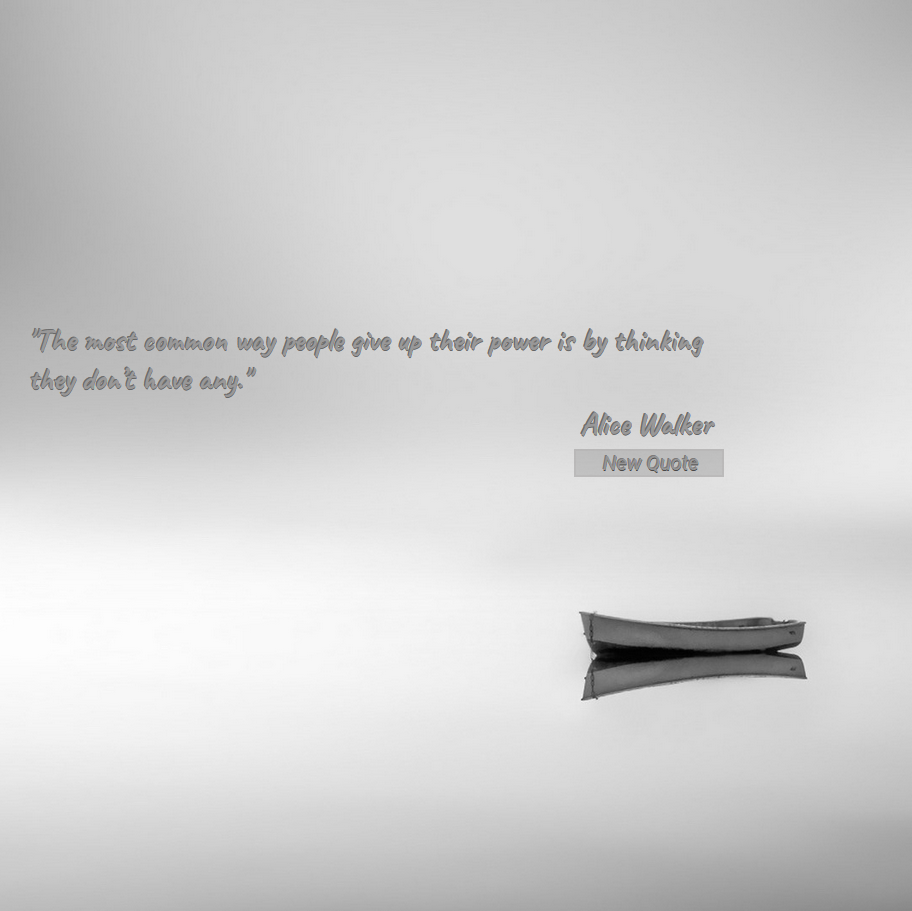 "The most common way people give up their power is by thinking
they don't have any."
Alice Walker
New Quote